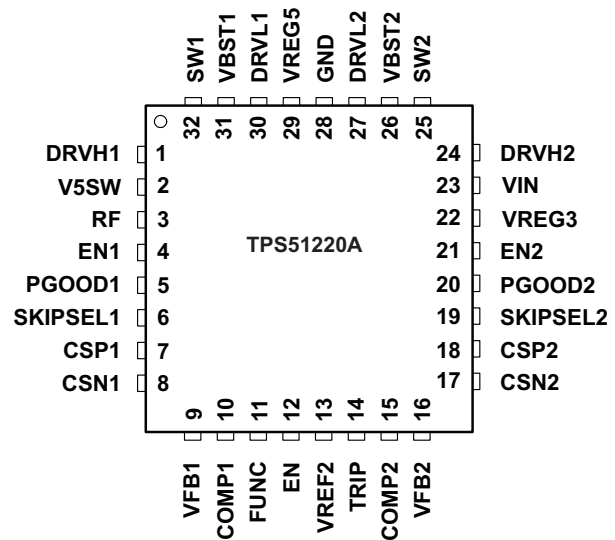 SW1 VBST1 DRVL1 VREG5 GND DRVL2 VBST2 SW2
32 31 30 29 28 27 26 25
DRVH1 1 24 DRVH2
V5SW 2 23 VIN
RF 3 22 VREG3
TPS51220A
EN1 4 21 EN2
PGOOD1 5 20 PGOOD2
SKIPSEL1 6 19 SKIPSEL2
CSP1 7 18 CSP2
CSN1 8 17 CSN2
9 10 11 12 13 14 15 16
VFB1 COMP1 FUNC EN VREF2 TRIP COMP2 VFB2